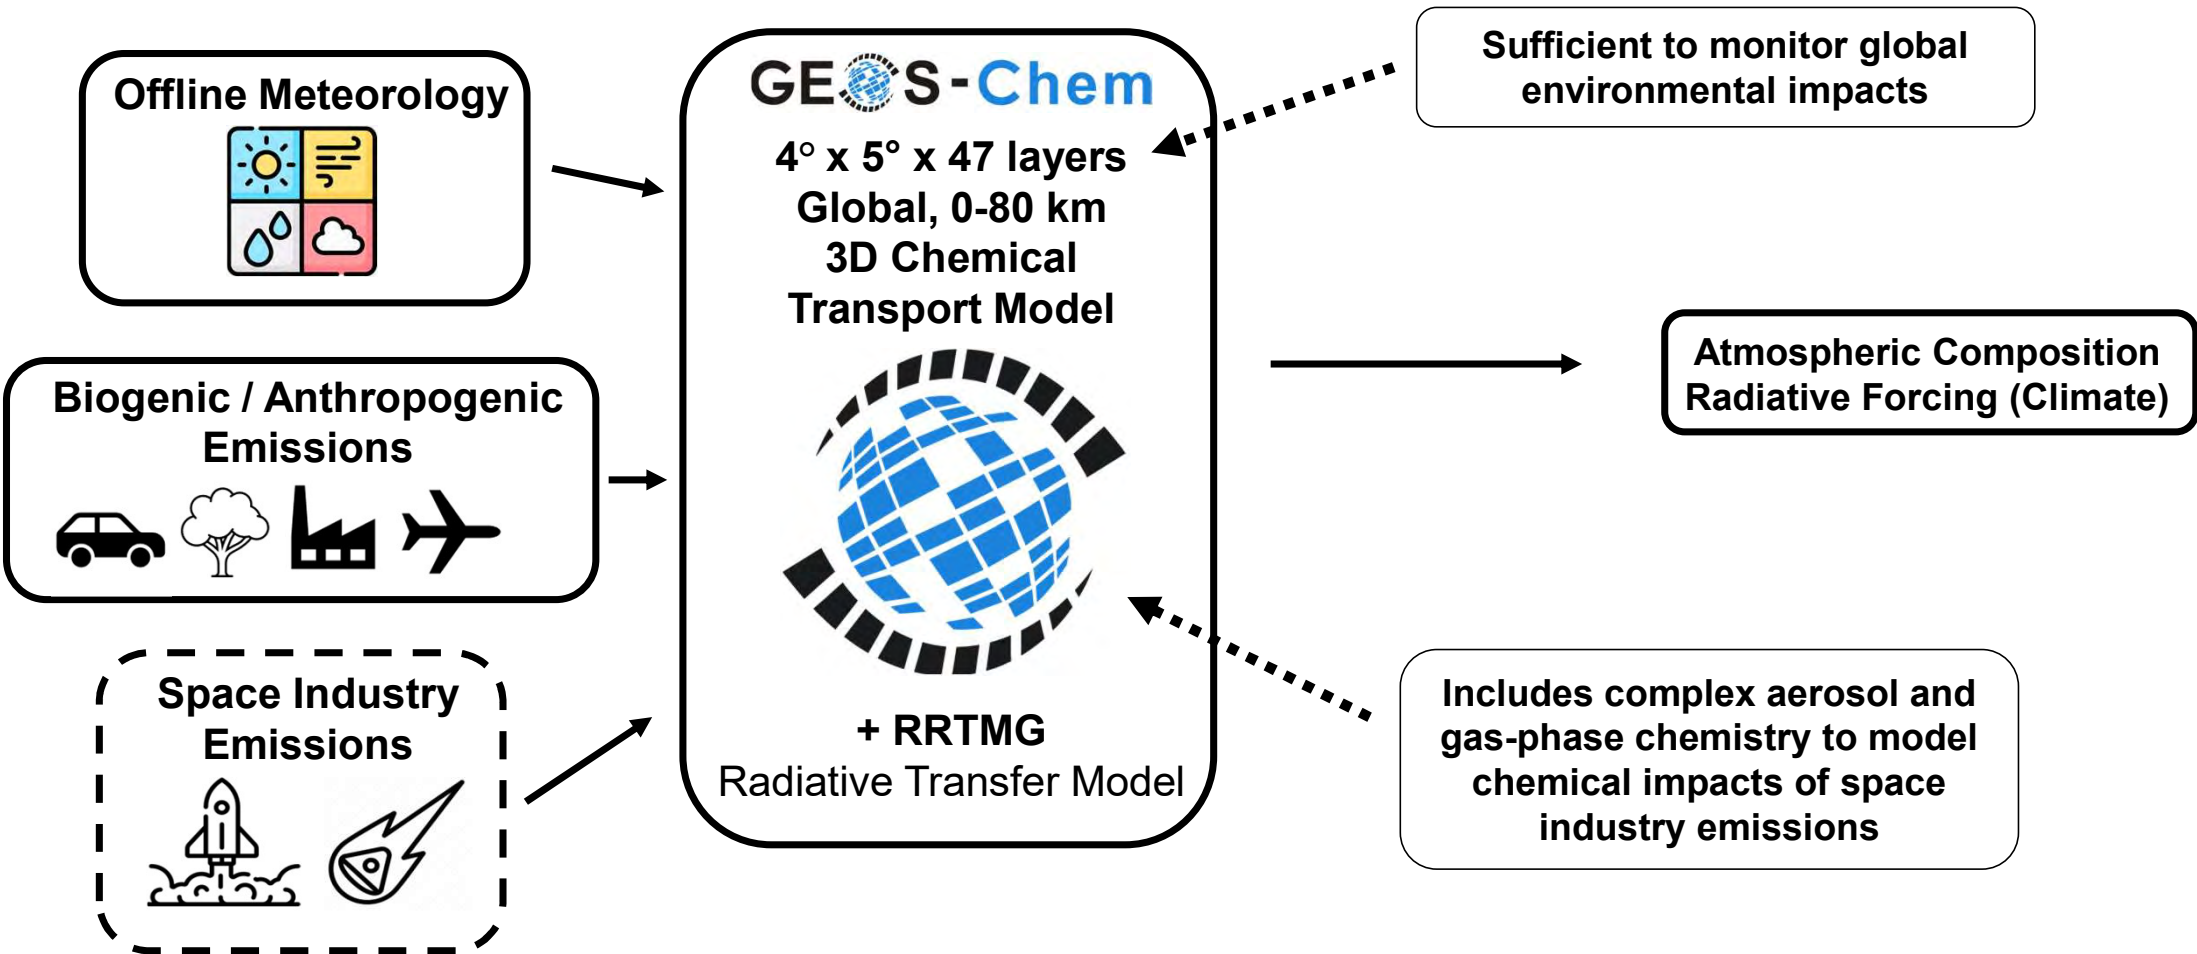 Offline Meteorology
Biogenic / Anthropogenic
Emissions
Space Industry
Emissions
GEOS-Chem
4° x 5° x 47 layers
Global, 0-80 km
3D Chemical
Transport Model
+ RRTMG
Radiative Transfer Model
Sufficient to monitor global
environmental impacts
Atmospheric Composition
Radiative Forcing (Climate)
Includes complex aerosol and
gas-phase chemistry to model
chemical impacts of space
industry emissions